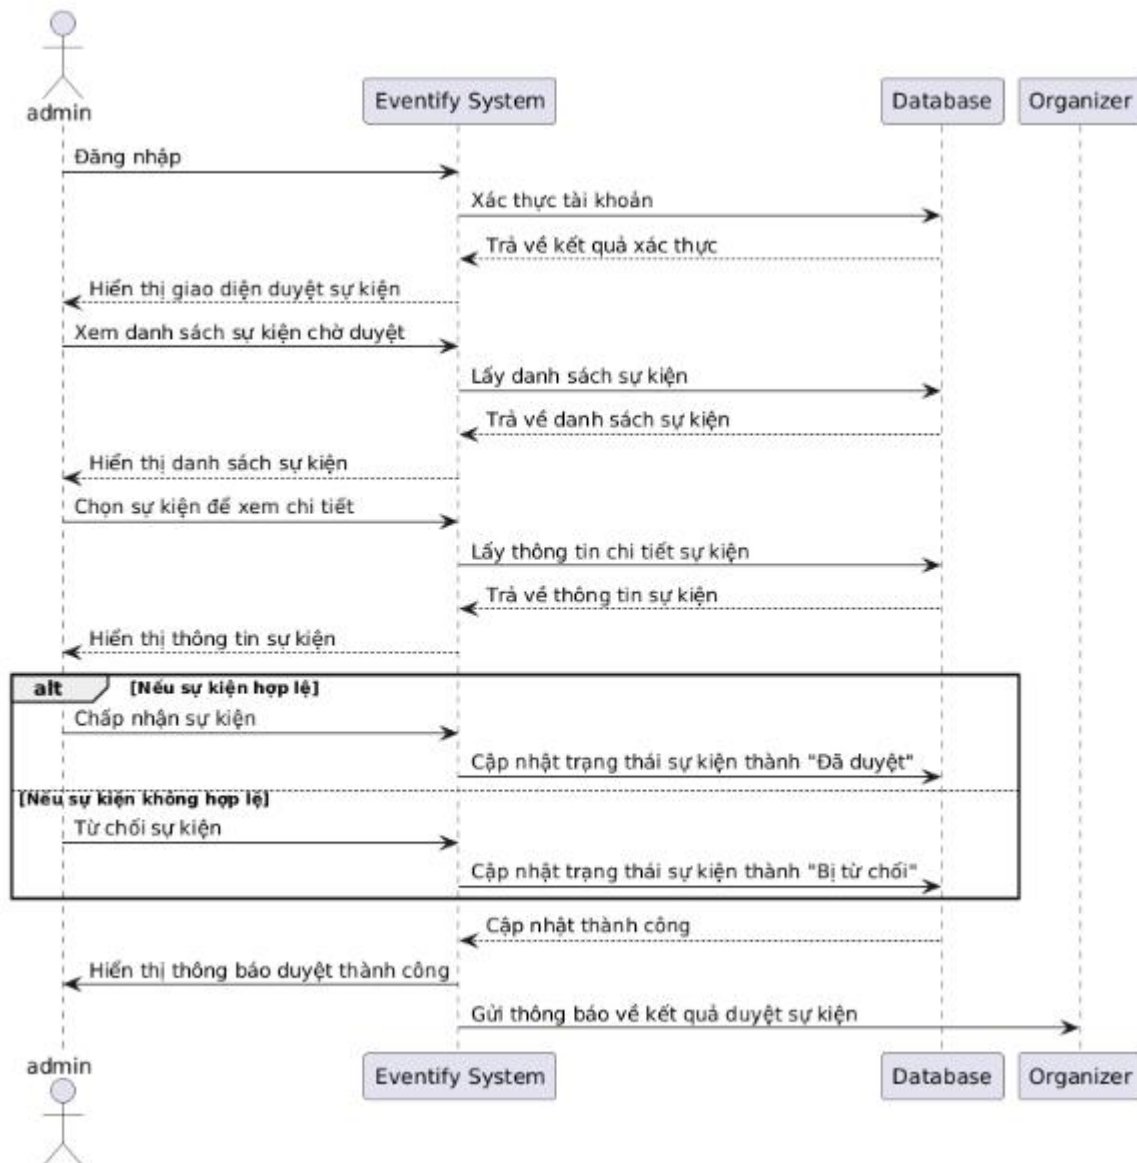 admin
Eventify System
Database
Organizer
Đăng nhập
Xác thực tài khoản
Trả về kết quả xác thực
Hiển thị giao diện duyệt sự kiện
Xem danh sách sự kiện chờ duyệt
Lấy danh sách sự kiện
Trả về danh sách sự kiện
Hiển thị danh sách sự kiện
Chọn sự kiện để xem chi tiết
Lấy thông tin chi tiết sự kiện
Trả về thông tin sự kiện
Hiển thị thông tin sự kiện
alt [Nếu sự kiện hợp lệ]
Chấp nhận sự kiện
Cập nhật trạng thái sự kiện thành "Đã duyệt"
[Nếu sự kiện không hợp lệ]
Từ chối sự kiện
Cập nhật trạng thái sự kiện thành "Bị từ chối"
Cập nhật thành công
Hiển thị thông báo duyệt thành công
Gửi thông báo về kết quả duyệt sự kiện
admin
Eventify System
Database
Organizer